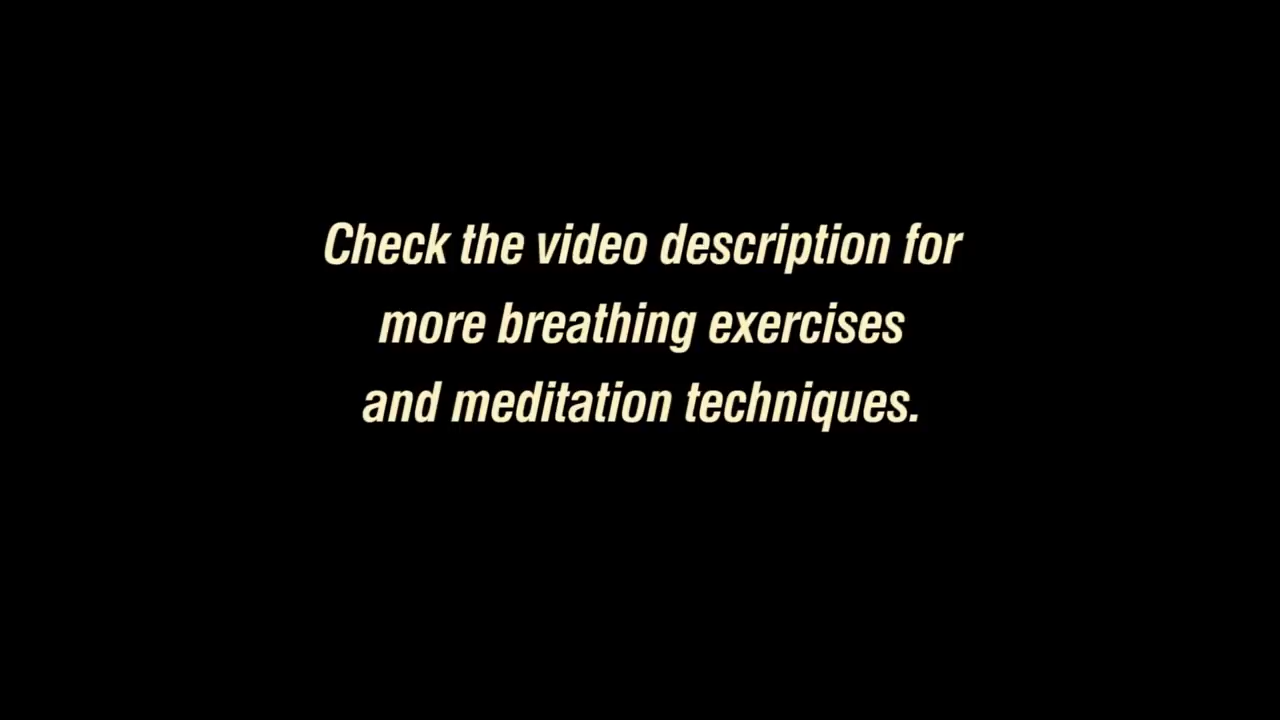 Check the video description for
more breathing exercises
and meditation techniques.